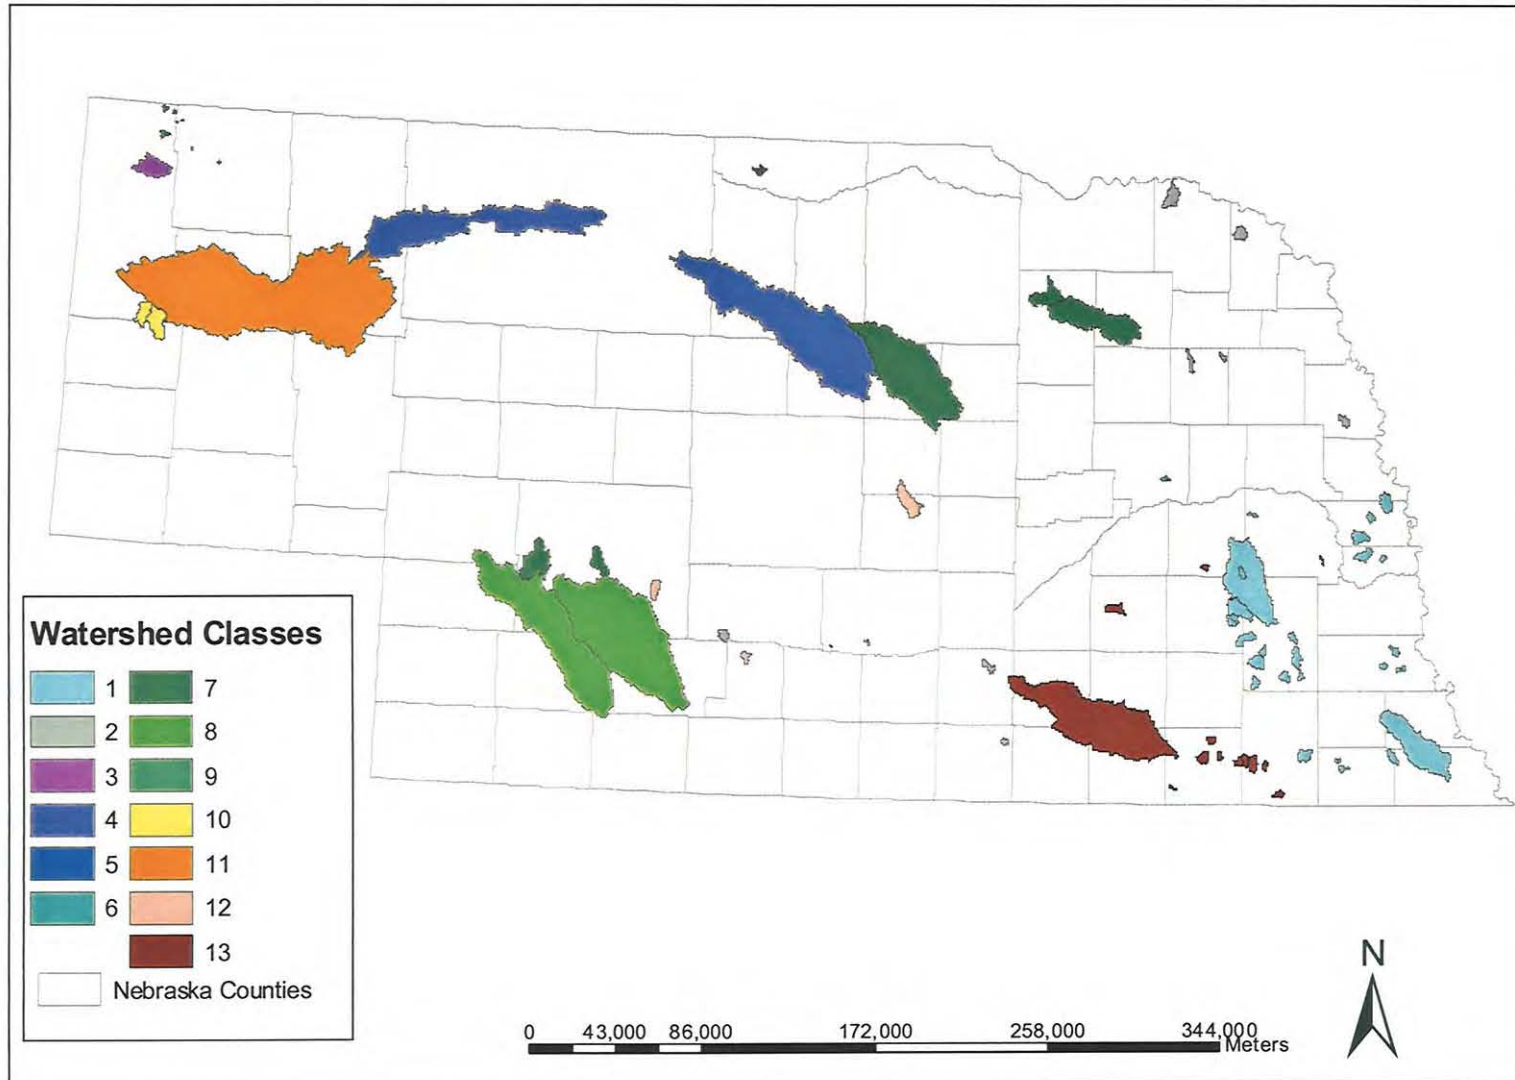 Watershed Classes
1 7
2 8
3 9
4 10
5 11
6 12
13
Nebraska Counties
N
0 43,000 86,000 172,000 258,000 344,000
Meters